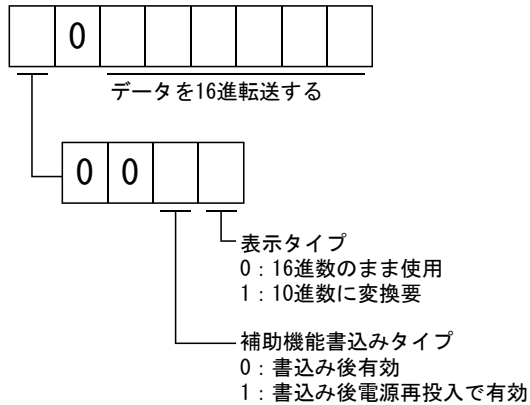 0
データを16進転送する
0 0
表示タイプ
0：16進数のまま使用
1：10進数に変換要
補助機能書込みタイプ
0：書込み後有効
1：書込み後電源再投入で有効